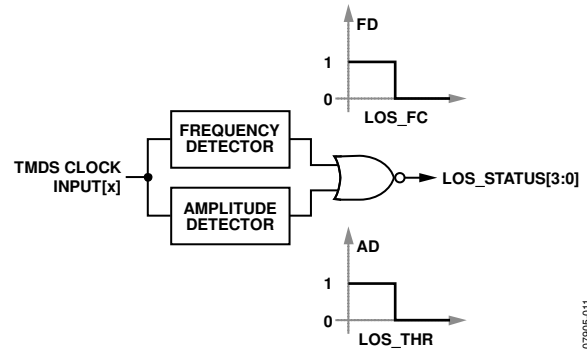 FD
1
0
LOS_FC
FREQUENCY
DETECTOR
TMDS CLOCK
INPUT[x]
LOS_STATUS[3:0]
AMPLITUDE
DETECTOR
AD
1
0
LOS_THR
07905-011